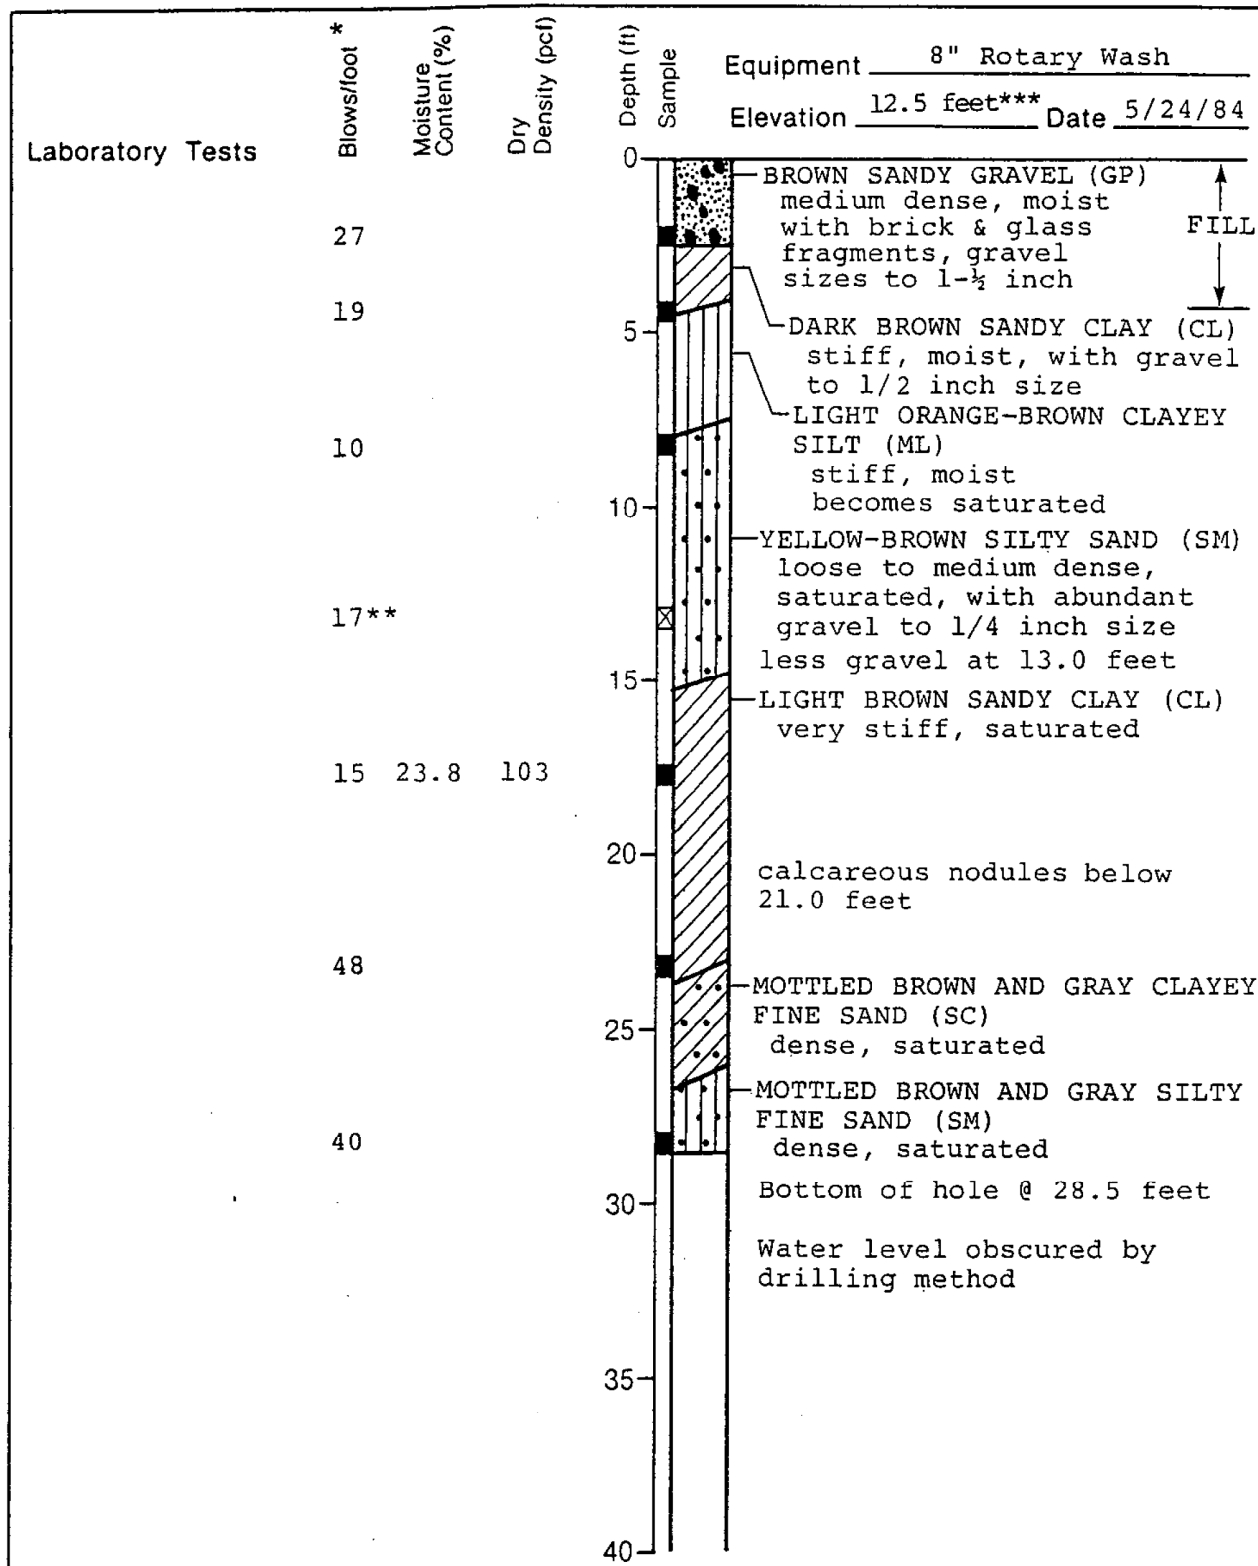 Laboratory Tests
Blows/foot *
Moisture
Content (%)
Dry
Density (pcf)
Depth (ft)
Sample
Equipment 8" Rotary Wash
Elevation 12.5 feet*** Date 5/24/84
0
BROWN SANDY GRAVEL (GP)
medium dense, moist
with brick & glass
fragments, gravel
sizes to 1-½ inch
FILL
27
19
DARK BROWN SANDY CLAY (CL)
5
stiff, moist, with gravel
to 1/2 inch size
LIGHT ORANGE-BROWN CLAYEY
SILT (ML)
10
stiff, moist
becomes saturated
10
YELLOW-BROWN SILTY SAND (SM)
loose to medium dense,
saturated, with abundant
gravel to 1/4 inch size
17**
less gravel at 13.0 feet
15
LIGHT BROWN SANDY CLAY (CL)
very stiff, saturated
15 23.8 103
20
calcareous nodules below
21.0 feet
48
MOTTLED BROWN AND GRAY CLAYEY
FINE SAND (SC)
25
dense, saturated
MOTTLED BROWN AND GRAY SILTY
FINE SAND (SM)
40
dense, saturated
Bottom of hole @ 28.5 feet
30
Water level obscured by
drilling method
35
40